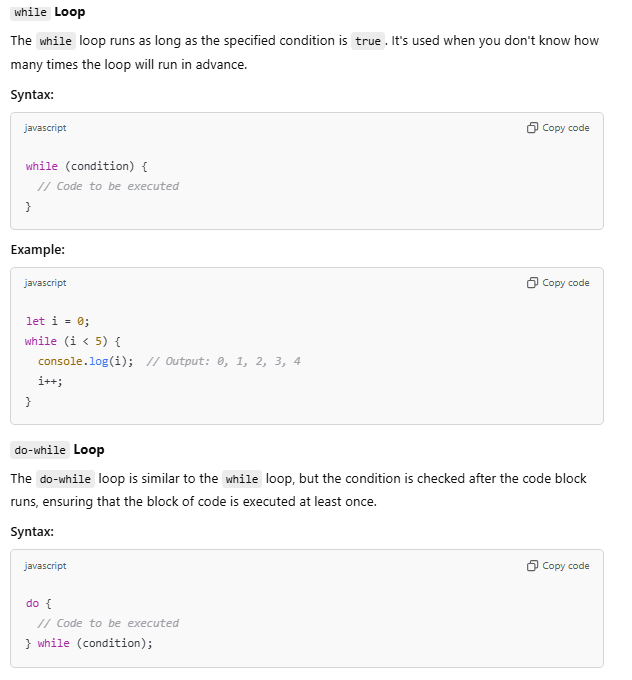 while Loop
The while loop runs as long as the specified condition is true. It's used when you don't know how
many times the loop will run in advance.
Syntax:
javascript Copy code
while (condition) {
  // Code to be executed
}
Example:
javascript Copy code
let i = 0;
while (i < 5) {
  console.log(i);  // Output: 0, 1, 2, 3, 4
  i++;
}
do-while Loop
The do-while loop is similar to the while loop, but the condition is checked after the code block
runs, ensuring that the block of code is executed at least once.
Syntax:
javascript Copy code
do {
  // Code to be executed
} while (condition);